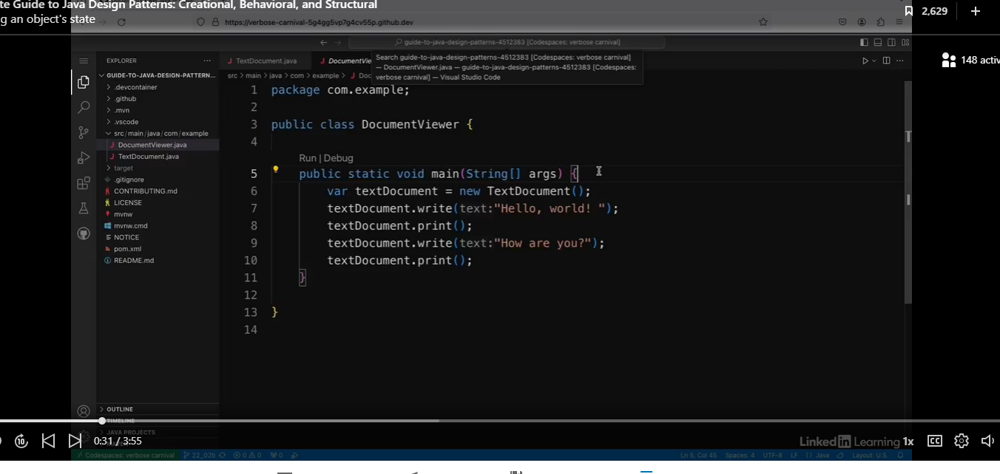 te Guide to Java Design Patterns: Creational, Behavioral, and Structural
g an object's state
2,629
https://verbose-carnival-5g4gg5vp7g4cv55p.github.dev
guide-to-java-design-patterns-4512383 [Codespaces: verbose carnival]
148 activ
EXPLORER
TextDocument.java
DocumentVie
Search guide-to-java-design-patterns-4512383 [Codespaces: verbose carnival]
— DocumentViewer.java — guide-to-java-design-patterns-4512383 [Codespaces:
verbose carnival] — Visual Studio Code
src > main > java > com > example > Doc
GUIDE-TO-JAVA-DESIGN-PATTERN...
.devcontainer
.github
.mvn
.vscode
src/main/java/com/example
DocumentViewer.java
TextDocument.java
target
.gitignore
CONTRIBUTING.md
LICENSE
mvnw
mvnw.cmd
NOTICE
pom.xml
README.md
1 package com.example;
2
3 public class DocumentViewer {
4
Run | Debug
5 public static void main(String[] args) {
6 var textDocument = new TextDocument();
7 textDocument.write(text:"Hello, world! ");
8 textDocument.print();
9 textDocument.write(text:"How are you?");
10 textDocument.print();
11 }
12
13 }
14
OUTLINE
TIMELINE
JAVA PROJECTS
0:31 / 3:55
LinkedIn Learning
1x
CC
Codespaces: verbose carnival
22_02b
0 0
0
Ln 5, Col 45
Spaces: 4
UTF-8
LF
{} Java
Layout: U.S.